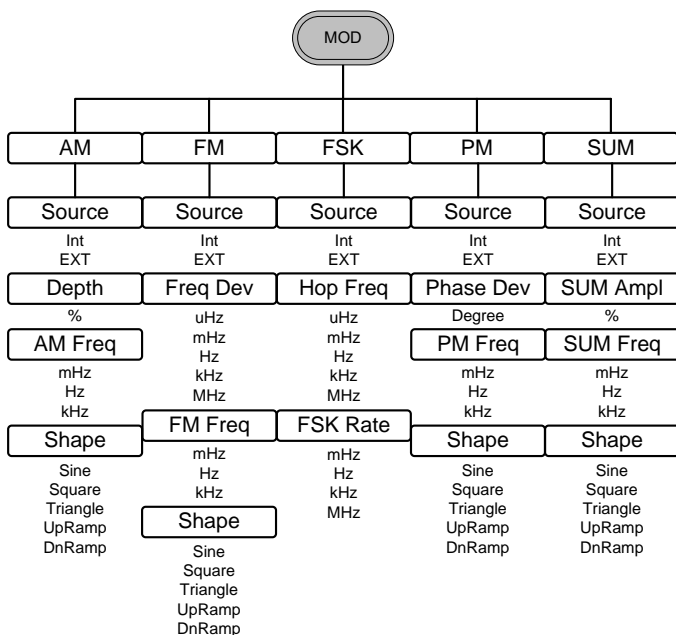 MOD
AM
FM
FSK
PM
SUM
Source
Int
EXT
Depth
%
AM Freq
mHz
Hz
kHz
Shape
Sine
Square
Triangle
UpRamp
DnRamp
Source
Int
EXT
Freq Dev
uHz
mHz
Hz
kHz
MHz
FM Freq
mHz
Hz
kHz
Shape
Sine
Square
Triangle
UpRamp
DnRamp
Source
Int
EXT
Hop Freq
uHz
mHz
Hz
kHz
MHz
FSK Rate
mHz
Hz
kHz
MHz
Source
Int
EXT
Phase Dev
Degree
PM Freq
mHz
Hz
kHz
Shape
Sine
Square
Triangle
UpRamp
DnRamp
Source
Int
EXT
SUM Ampl
%
SUM Freq
mHz
Hz
kHz
Shape
Sine
Square
Triangle
UpRamp
DnRamp